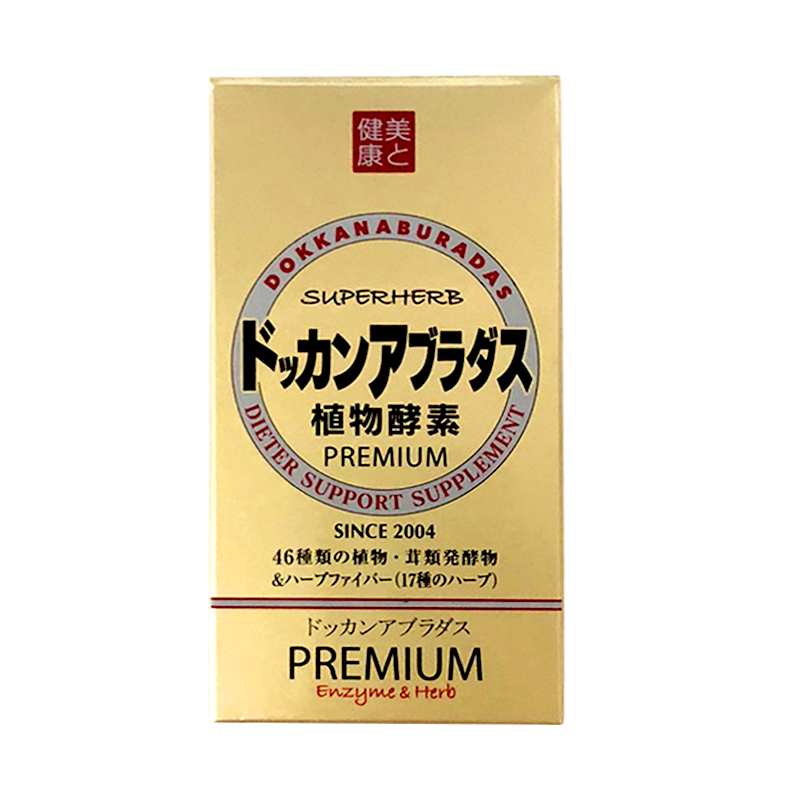 美と
健康
DOKKANABURADAS
SUPERHERB
ドッカンアブラダス
植物酵素
PREMIUM
DIETER SUPPORT SUPPLEMENT
SINCE 2004
46種類の植物・茸類発酵物
&ハーブファイバー(17種のハーブ)
ドッカンアブラダス
PREMIUM
Enzyme & Herb